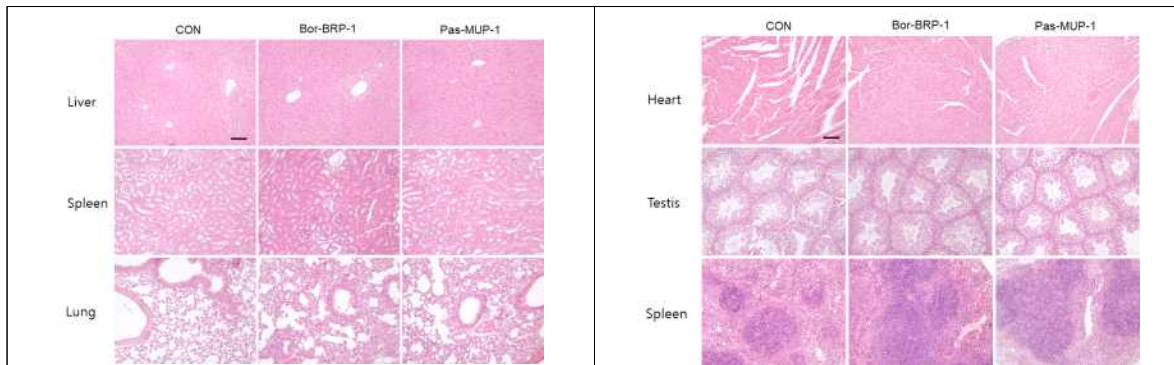 CON Bor-BRP-1 Pas-MUP-1
Liver
Spleen
Lung
CON Bor-BRP-1 Pas-MUP-1
Heart
Testis
Spleen